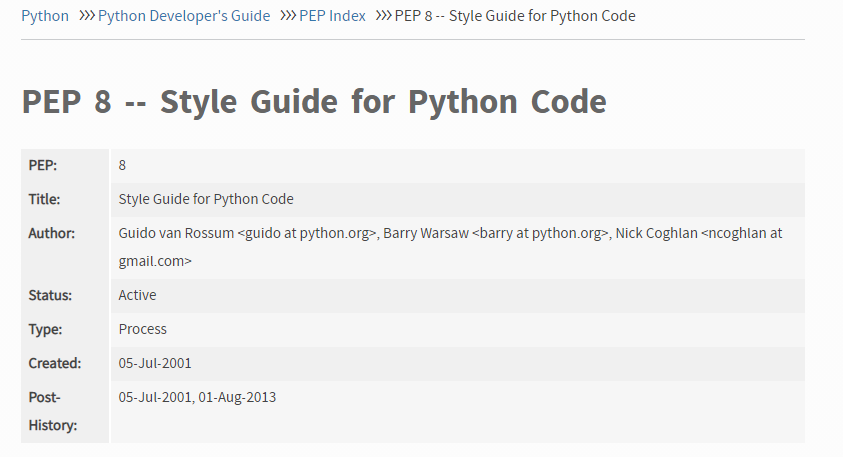 Python >>> Python Developer's Guide >>> PEP Index >>> PEP 8 -- Style Guide for Python Code
PEP 8 -- Style Guide for Python Code
PEP: 8
Title: Style Guide for Python Code
Author: Guido van Rossum <guido at python.org>, Barry Warsaw <barry at python.org>, Nick Coghlan <ncoghlan at
gmail.com>
Status: Active
Type: Process
Created: 05-Jul-2001
Post- 05-Jul-2001, 01-Aug-2013
History: